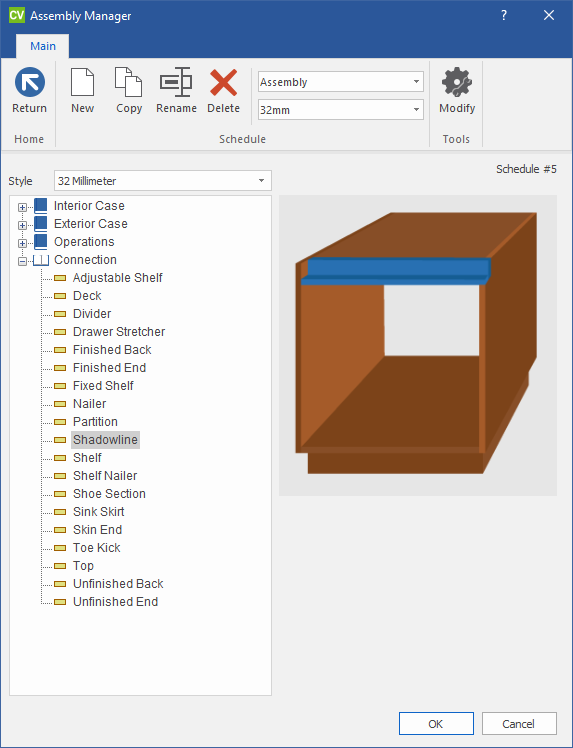 CV Assembly Manager ?
Main
Return
New
Copy
Rename
Delete
Assembly
32mm
Modify
Home
Schedule
Tools
Schedule #5
Style
32 Millimeter
Interior Case
Exterior Case
Operations
Connection
Adjustable Shelf
Deck
Divider
Drawer Stretcher
Finished Back
Finished End
Fixed Shelf
Nailer
Partition
Shadowline
Shelf
Shelf Nailer
Shoe Section
Sink Skirt
Skin End
Toe Kick
Top
Unfinished Back
Unfinished End
OK
Cancel